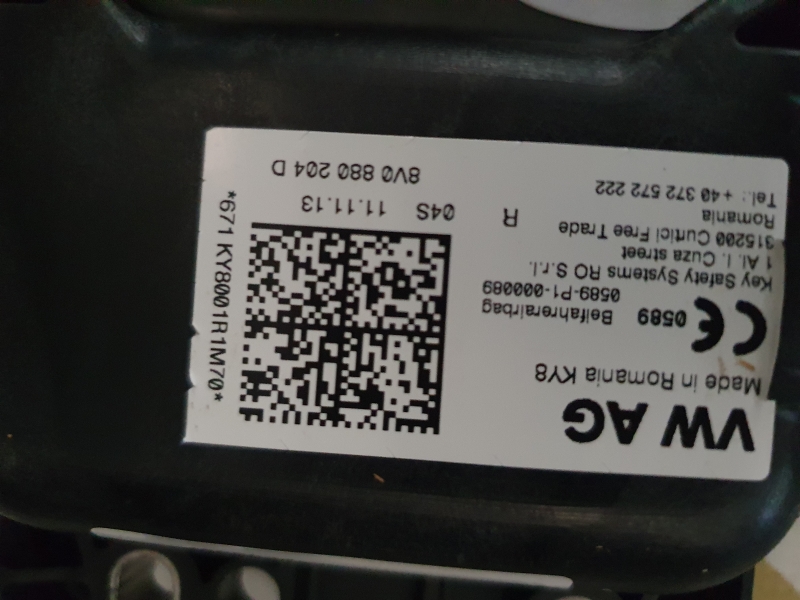 VW AG
Made in Romania KY8
CE 0589 Beifahrerairbag
0589-P1-000089
Key Safety Systems RO S.r.l.
1 Al. I. Cuza street
315200 Curtici Free Trade
Romania
Tel.: + 40 372 572 222
R
04S 11.11.13
8V0 880 204 D
*671 KY8001R1M70*